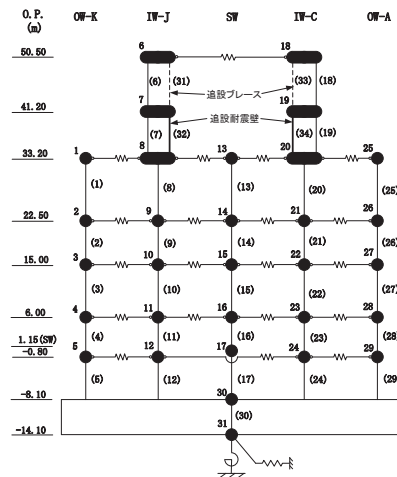 O.P. OW-K IW-J SW IW-C OW-A
(m)
50.50 6 18
(6) (31) (33) (18)
追設ブレース
41.20 7 19
追設耐震壁
(7) (32) (34) (19)
33.20 1 8 13 20 25
(1) (8) (13) (20) (25)
22.50 2 9 14 21 26
(2) (9) (14) (21) (26)
15.00 3 10 15 22 27
(3) (10) (15) (22) (27)
6.00 4 11 16 23 28
1.15(SW) (4) (11) (16) (23) (28)
-0.80 5 12 17 24 29
(5) (12) (17) (24) (29)
-8.10 30
(30)
-14.10 31